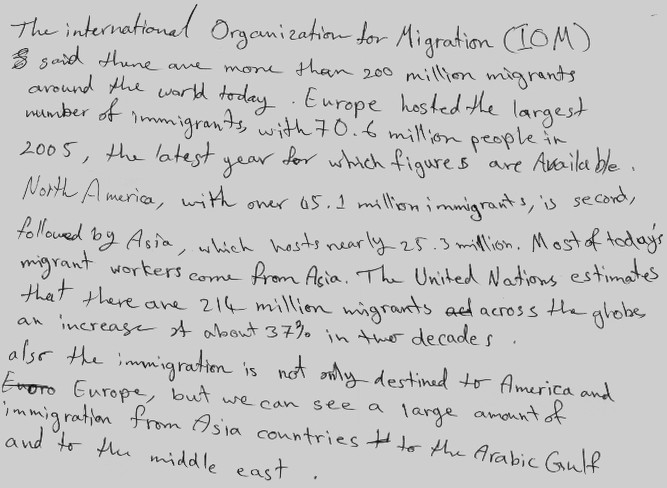 The international Organization for Migration (IOM)
said there are more than 200 million migrants
around the world today. Europe hosted the largest
number of immigrants, with 70.6 million people in
2005, the latest year for which figures are Available.
North America, with over 45.1 million immigrants, is second,
followed by Asia, which hosts nearly 25.3 million. Most of today's
migrant workers come from Asia. The United Nations estimates
that there are 214 million migrants across the globe
an increase of about 37% in two decades.
also the immigration is not only destined to America and
Europe, but we can see a large amount of
immigration from Asia countries to the Arabic Gulf
and to the middle east.